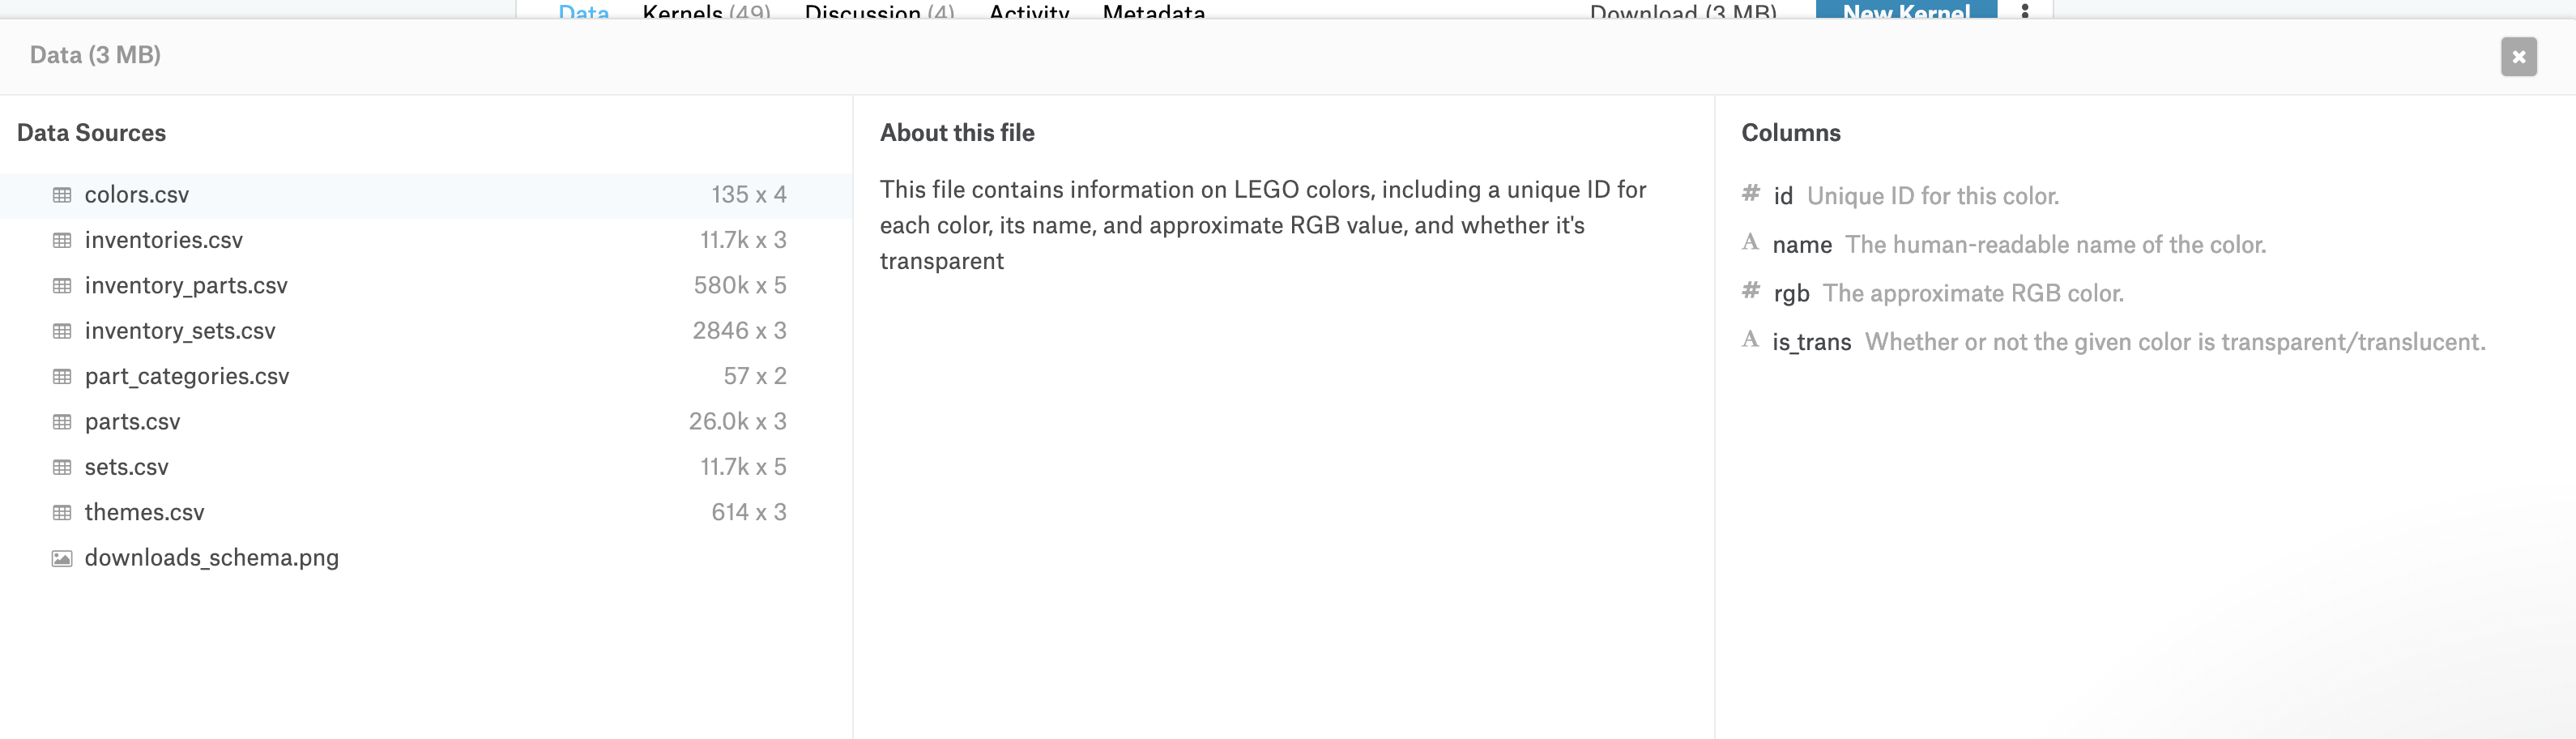 Data Kernels (49) Discussion (4) Activity Metadata Download (3 MB) New Kernel
Data (3 MB)
Data Sources
colors.csv 135 x 4
inventories.csv 11.7k x 3
inventory_parts.csv 580k x 5
inventory_sets.csv 2846 x 3
part_categories.csv 57 x 2
parts.csv 26.0k x 3
sets.csv 11.7k x 5
themes.csv 614 x 3
downloads_schema.png
About this file
This file contains information on LEGO colors, including a unique ID for
each color, its name, and approximate RGB value, and whether it's
transparent
Columns
# id Unique ID for this color.
A name The human-readable name of the color.
# rgb The approximate RGB color.
A is_trans Whether or not the given color is transparent/translucent.